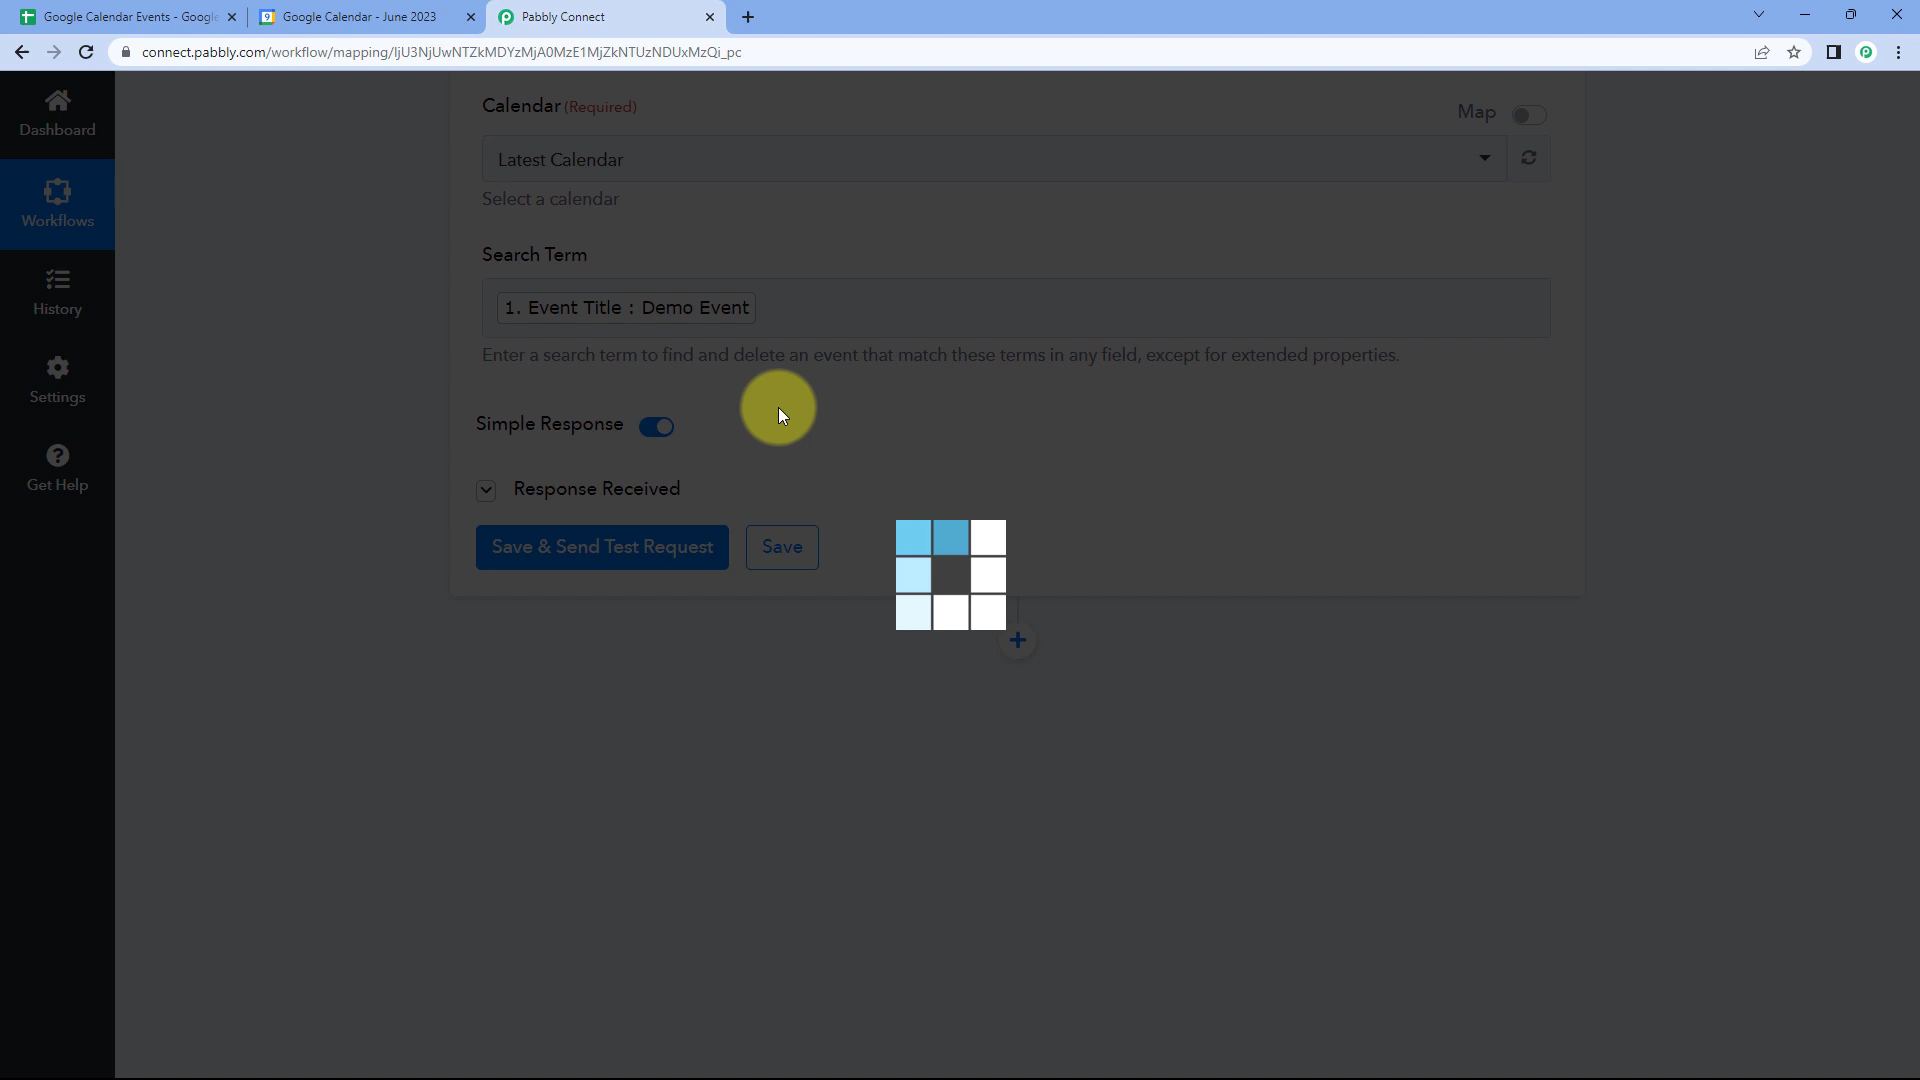 Google Calendar Events - Google
Google Calendar - June 2023
Pabbly Connect
connect.pabbly.com/workflow/mapping/IjU3NjUwNTZkMDYzMjA0MzE1MjZkNTUzNDUxMzQi_pc
Dashboard
Workflows
History
Settings
Get Help
Calendar (Required)
Map
Latest Calendar
Select a calendar
Search Term
1. Event Title : Demo Event
Enter a search term to find and delete an event that match these terms in any field, except for extended properties.
Simple Response
Response Received
Save & Send Test Request
Save